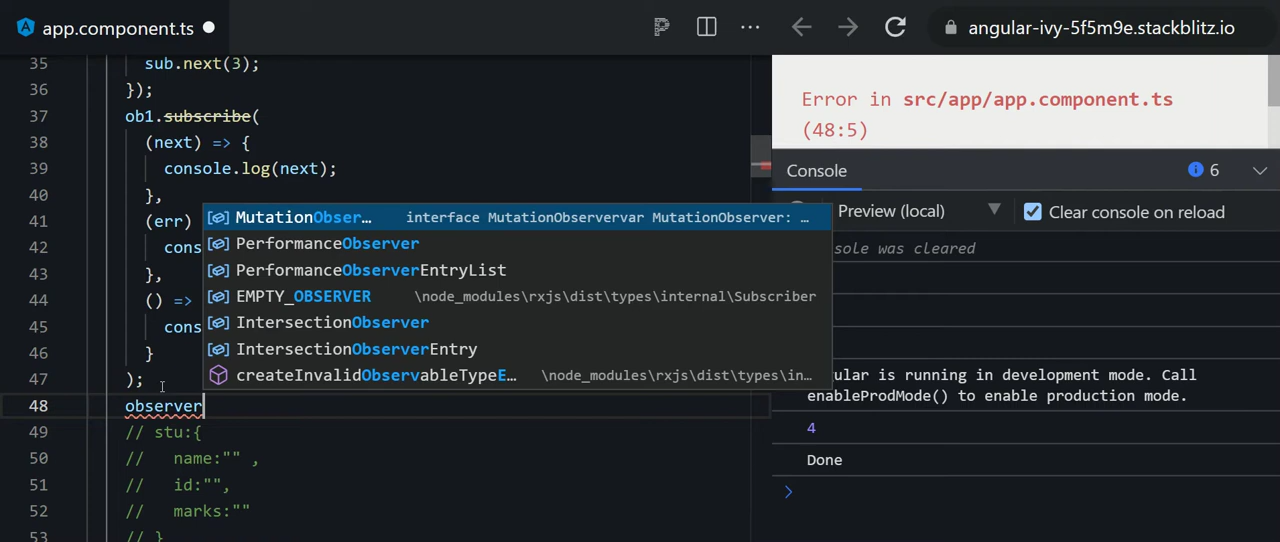 app.component.ts
angular-ivy-5f5m9e.stackblitz.io
35 sub.next(3);
36 });
37 ob1.subscribe(
38 (next) => {
39 console.log(next);
40 },
41 (err)
42 cons
43 },
44 () =>
45 cons
46 }
47 );
48 observer
49 // stu:{
50 // name:"" ,
51 // id:"",
52 // marks:""
53 // }
MutationObser… interface MutationObservervar MutationObserver: …
PerformanceObserver
PerformanceObserverEntryList
EMPTY_OBSERVER \node_modules\rxjs\dist\types\internal\Subscriber
IntersectionObserver
IntersectionObserverEntry
createInvalidObservableTypeE… \node_modules\rxjs\dist\types\in…
Error in src/app/app.component.ts
(48:5)
Console 6
Preview (local) Clear console on reload
sole was cleared
ular is running in development mode. Call
enableProdMode() to enable production mode.
4
Done